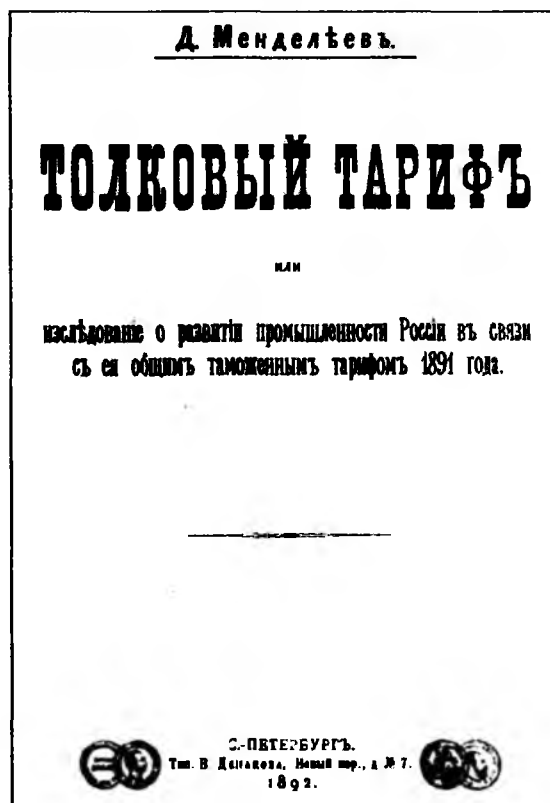 Д. Менделѣевъ.
ТОЛКОВЫЙ ТАРИФЪ
или
изслѣдованіе о развитіи промышленности Россіи въ связи
съ ея общимъ таможеннымъ тарифомъ 1891 года.
С.-ПЕТЕРБУРГЪ.
Тип. В. Демакова, Новый пер., д. № 7.
1892.